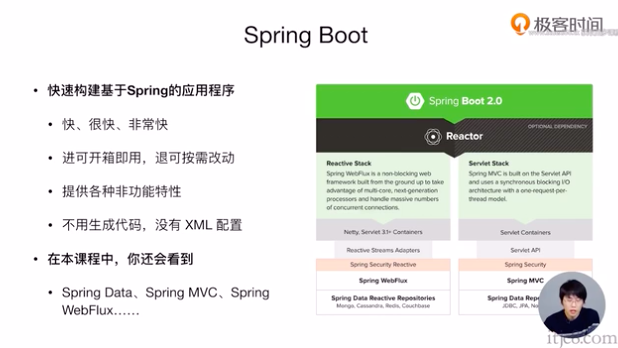 极客时间
Spring Boot
• 快速构建基于Spring的应用程序
• 快、很快、非常快
• 进可开箱即用，退可按需改动
• 提供各种非功能特性
• 不用生成代码，没有 XML 配置
• 在本课程中，你还会看到
• Spring Data、Spring MVC、Spring
WebFlux……
Spring Boot 2.0
OPTIONAL DEPENDENCY
Reactor
Reactive Stack
Spring WebFlux is a non-blocking web
framework built from the ground up to take
advantage of multi-core, next-generation
processors and handle massive numbers
of concurrent connections.
Netty, Servlet 3.1+ Containers
Reactive Streams Adapters
Spring Security Reactive
Spring WebFlux
Spring Data Reactive Repositories
Mongo, Cassandra, Redis, Couchbase
Servlet Stack
Spring MVC is built on the Servlet API
and uses a synchronous blocking I/O
architecture with a one-request-per-
thread model.
Servlet Containers
Servlet API
Spring Security
Spring MVC
Spring Data Repo
JDBC, JPA, No
itjc8.com